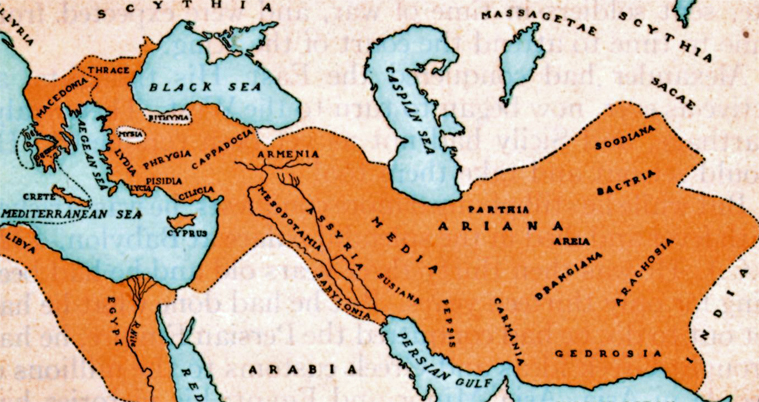 SCYTHIA
MASSAGETAE
SCYTHIA
LLYRIA
SACAE
THRACE
MACEDONIA
BLACK SEA
CASPIAN SEA
BITHYNIA
MYSIA
AEGEAN SEA
LYDIA
PHRYGIA
CAPPADOCIA
ARMENIA
SOGDIANA
BACTRIA
PISIDIA
LYCIA
CILICIA
CRETE
MEDITERRANEAN SEA
CYPRUS
MESOPOTAMIA
ASSYRIA
MEDIA
PARTHIA
ARIANA
AREIA
DRANGIANA
ARACHOSIA
LIBYA
BABYLONIA
SUSIANA
PEPSIS
CARMANIA
GEDROSIA
INDIA
EGYPT
R. NILE
RED
ARABIA
PERSIAN GULF